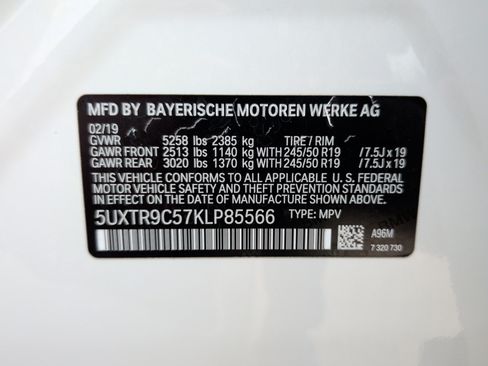 MFD BY BAYERISCHE MOTOREN WERKE AG
02/19
GVWR 5258 lbs 2385 kg TIRE / RIM
GAWR FRONT 2513 lbs 1140 kg WITH 245/50 R19 / 7.5J x 19
GAWR REAR 3020 lbs 1370 kg WITH 245/50 R19 / 7.5J x 19
THIS VEHICLE CONFORMS TO ALL APPLICABLE U. S. FEDERAL
MOTOR VEHICLE SAFETY, BUMPER, AND THEFT PREVENTION STANDARDS
IN EFFECT ON THE DATE OF MANUFACTURE SHOWN ABOVE.
5UXTR9C57KLP85566 TYPE: MPV
A96M
7 320 730